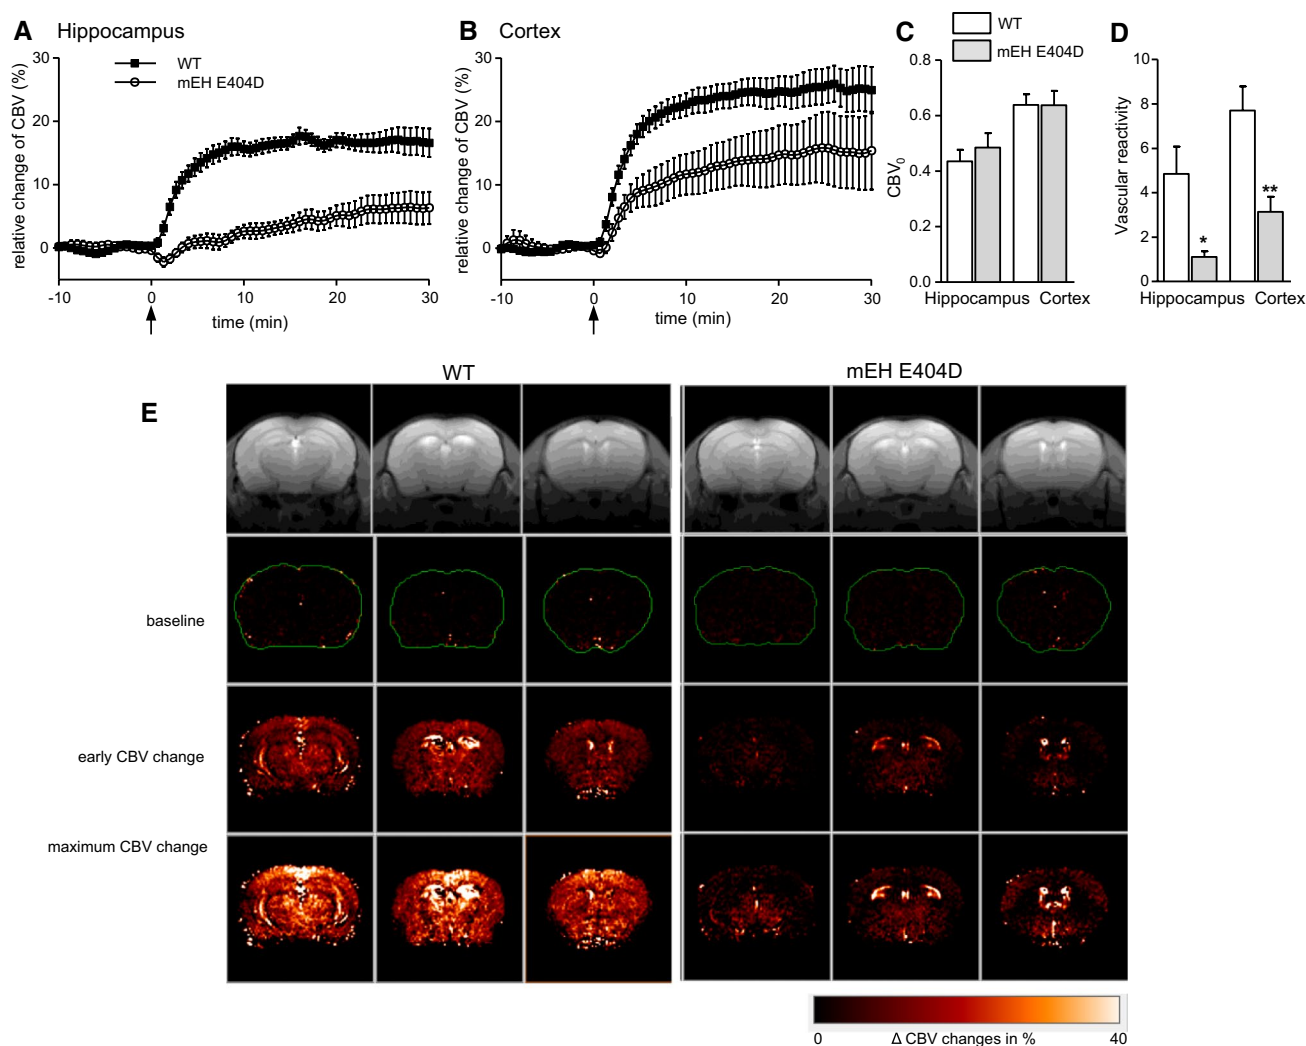 A Hippocampus
relative change of CBV (%)
30
20
10
0
WT
mEH E404D
-10 0 10 20 30
time (min)
B Cortex
relative change of CBV (%)
30
20
10
0
-10 0 10 20 30
time (min)
C
WT
mEH E404D
CBV0
0.8
0.6
0.4
0.2
0.0
Hippocampus Cortex
D
Vascular reactivity
10
8
6
4
2
0
*
**
Hippocampus Cortex
E
WT mEH E404D
baseline
early CBV change
maximum CBV change
0 Δ CBV changes in % 40